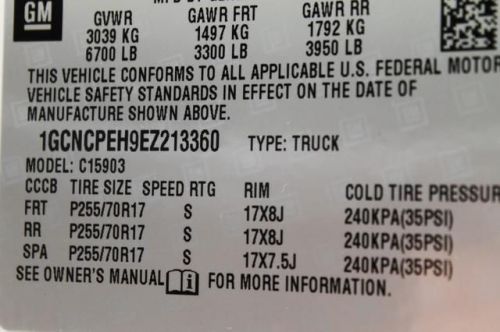 GM
GVWR GAWR FRT GAWR RR
3039 KG 1497 KG 1792 KG
6700 LB 3300 LB 3950 LB
THIS VEHICLE CONFORMS TO ALL APPLICABLE U.S. FEDERAL MOTOR
VEHICLE SAFETY STANDARDS IN EFFECT ON THE DATE OF
MANUFACTURE SHOWN ABOVE.
1GCNCPEH9EZ213360 TYPE: TRUCK
MODEL: C15903
CCCB TIRE SIZE SPEED RTG RIM COLD TIRE PRESSUR
FRT P255/70R17 S 17X8J 240KPA(35PSI)
RR P255/70R17 S 17X8J 240KPA(35PSI)
SPA P255/70R17 S 17X7.5J 240KPA(35PSI)
SEE OWNER'S MANUAL i FOR MORE INFORMATION.